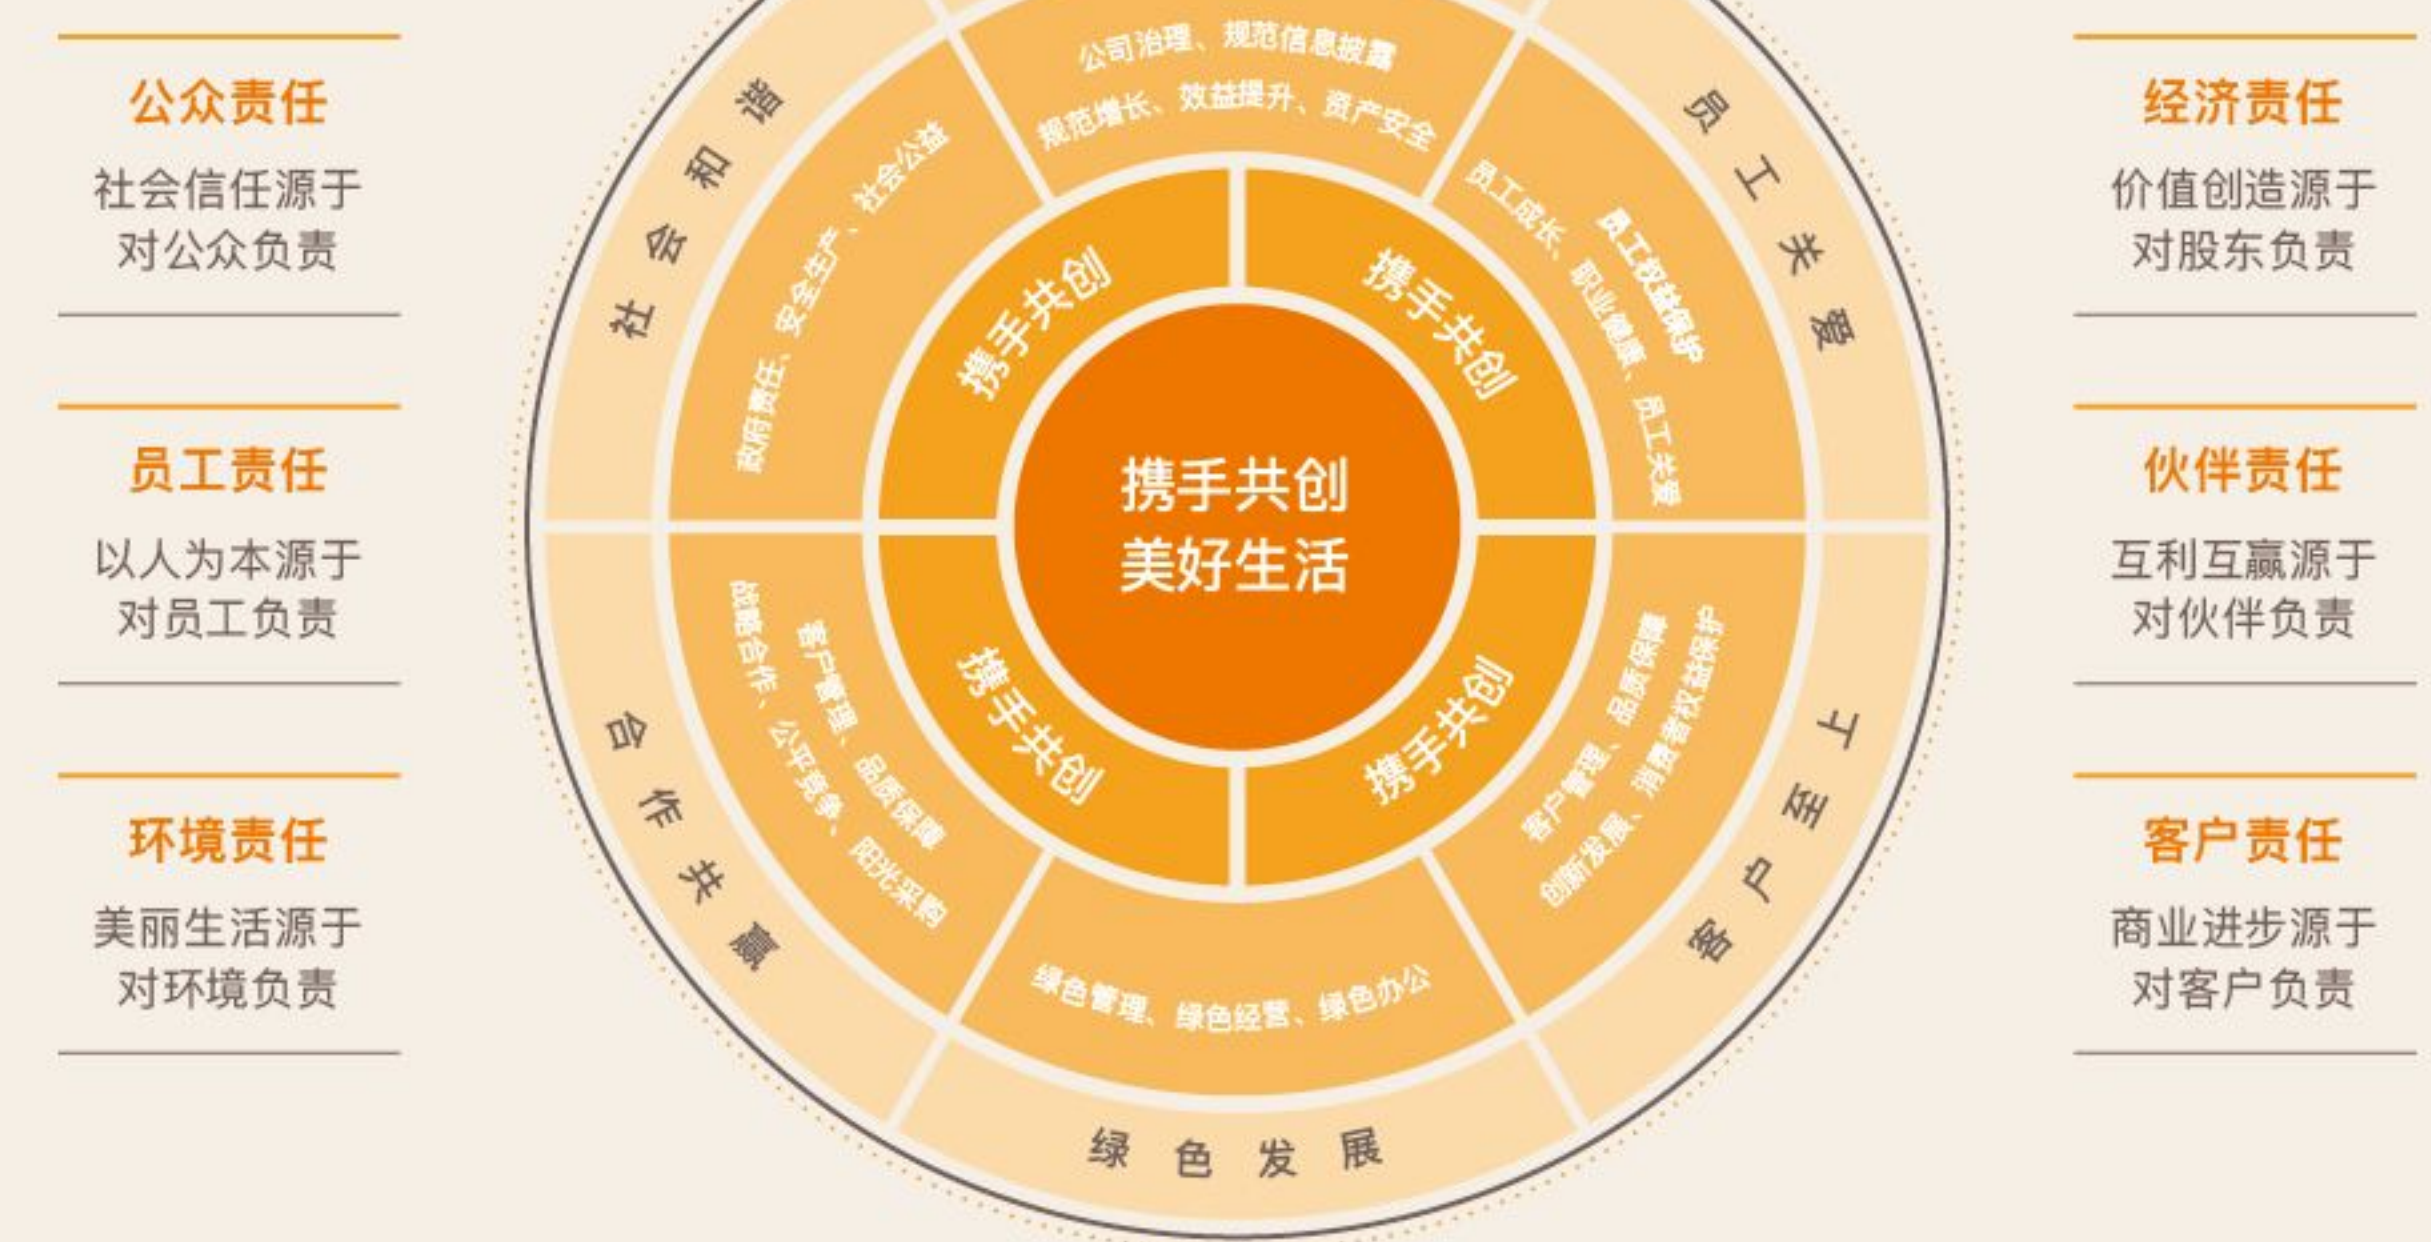 公众责任
社会信任源于
对公众负责
员工责任
以人为本源于
对员工负责
环境责任
美丽生活源于
对环境负责
公司治理、规范信息披露
规范增长、效益提升、资产安全
社会和谐
政府责任、安全生产、社会公益
员工关爱
员工权益保护
员工成长、职业健康、员工关爱
携手共创
携手共创
携手共创
美好生活
携手共创
携手共创
合作共赢
客户管理、品质保障
战略合作、公平竞争、阳光采购
客户至上
客户管理、品质保障
创新发展、消费者权益保护
绿色管理、绿色经营、绿色办公
绿色发展
经济责任
价值创造源于
对股东负责
伙伴责任
互利互赢源于
对伙伴负责
客户责任
商业进步源于
对客户负责